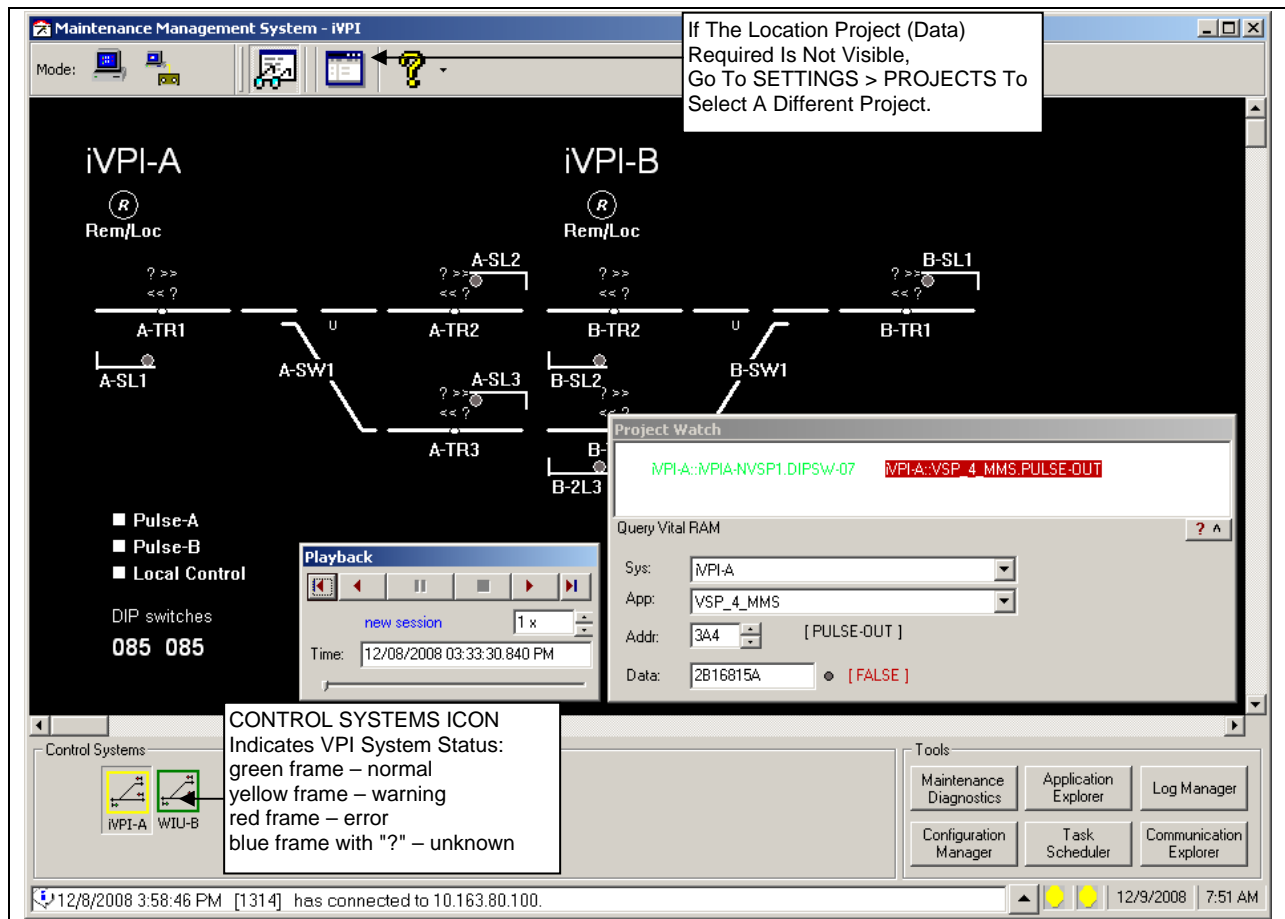 Maintenance Management System - iVPI
If The Location Project (Data)
Required Is Not Visible,
Go To SETTINGS > PROJECTS To
Select A Different Project.
Mode:
iVPI-A
iVPI-B
R
R
Rem/Loc
Rem/Loc
A-SL2
B-SL1
? >>
? >>
? >>
? >>
<< ?
<< ?
<< ?
<< ?
A-TR1
U
A-TR2
B-TR2
U
B-TR1
A-SL1
A-SW1
A-SL3
B-SL2
B-SW1
? >>
? >>
<< ?
<< ?
A-TR3
B-
B-2L3
Project Watch
iVPI-A::iVPIA-NVSP1.DIPSW-07
iVPI-A::VSP_4_MMS.PULSE-OUT
Query Vital RAM
? ^
Sys:
iVPI-A
App:
VSP_4_MMS
Addr:
3A4
[ PULSE-OUT ]
Data:
2B16815A
[ FALSE ]
Pulse-A
Pulse-B
Local Control
DIP switches
085 085
Playback
new session
1 x
Time:
12/08/2008 03:33:30.840 PM
CONTROL SYSTEMS ICON
Indicates VPI System Status:
green frame – normal
yellow frame – warning
red frame – error
blue frame with "?" – unknown
Control Systems
iVPI-A
WIU-B
Tools
Maintenance
Diagnostics
Application
Explorer
Log Manager
Configuration
Manager
Task
Scheduler
Communication
Explorer
12/8/2008 3:58:46 PM [1314] has connected to 10.163.80.100.
12/9/2008
7:51 AM